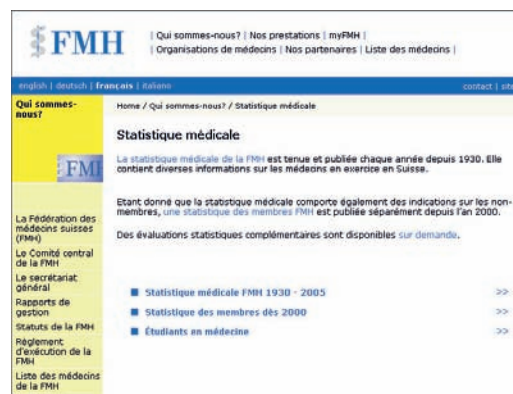 FMH
| Qui sommes-nous? | Nos prestations | myFMH |
| Organisations de médecins | Nos partenaires | Liste des médecins |
english | deutsch | français | italiano
contact | site
Qui sommes-
nous?
FMH
La Fédération des
médecins suisses
(FMH)
Le Comité central
de la FMH
Le secrétariat
général
Rapports de
gestion
Statuts de la FMH
Règlement
d'exécution de la
FMH
Liste des médecins
de la FMH
Home / Qui sommes-nous? / Statistique médicale
Statistique médicale
La statistique médicale de la FMH est tenue et publiée chaque année depuis 1930. Elle
contient diverses informations sur les médecins en exercice en Suisse.
Etant donné que la statistique médicale comporte également des indications sur les non-
membres, une statistique des membres FMH est publiée séparément depuis l'an 2000.
Des évaluations statistiques complémentaires sont disponibles sur demande.
Statistique médicale FMH 1930 - 2005 >>
Statistique des membres dès 2000 >>
Étudiants en médecine >>